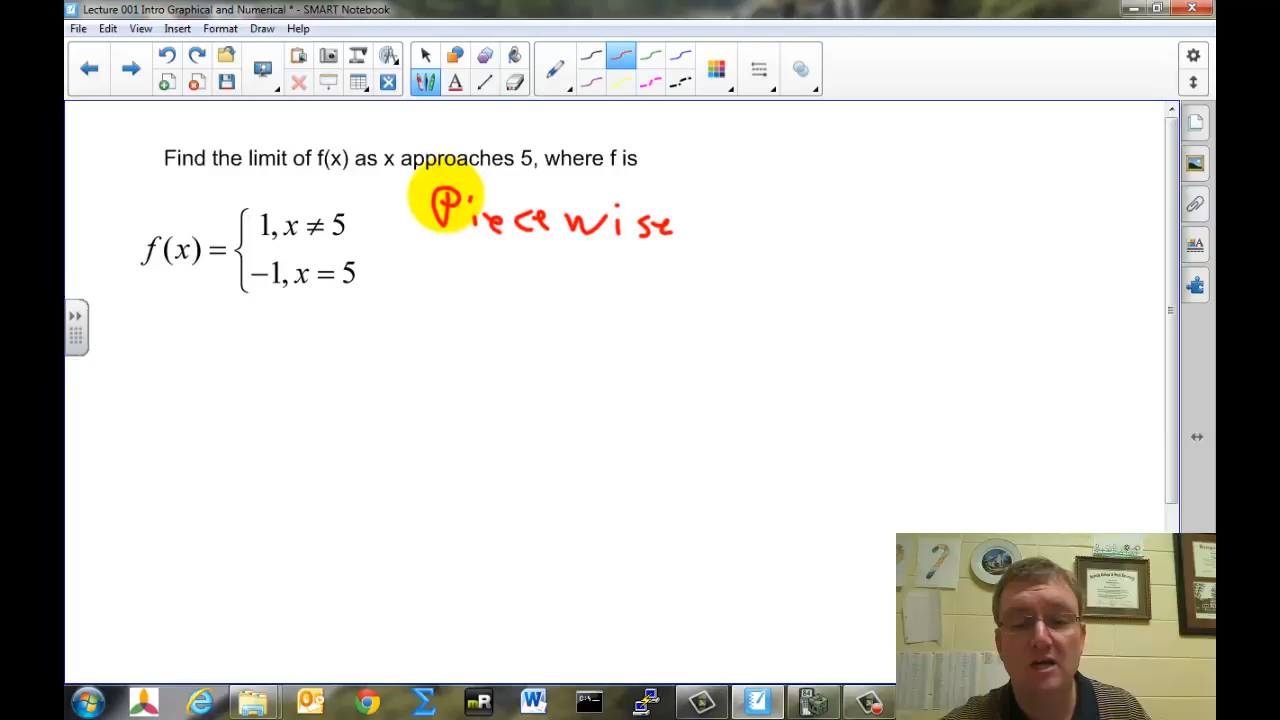 Lecture 001 Intro Graphical and Numerical * - SMART Notebook
File Edit View Insert Format Draw Help
Find the limit of f(x) as x approaches 5, where f is
Piecewise
f(x) = { 1, x ≠ 5
−1, x = 5